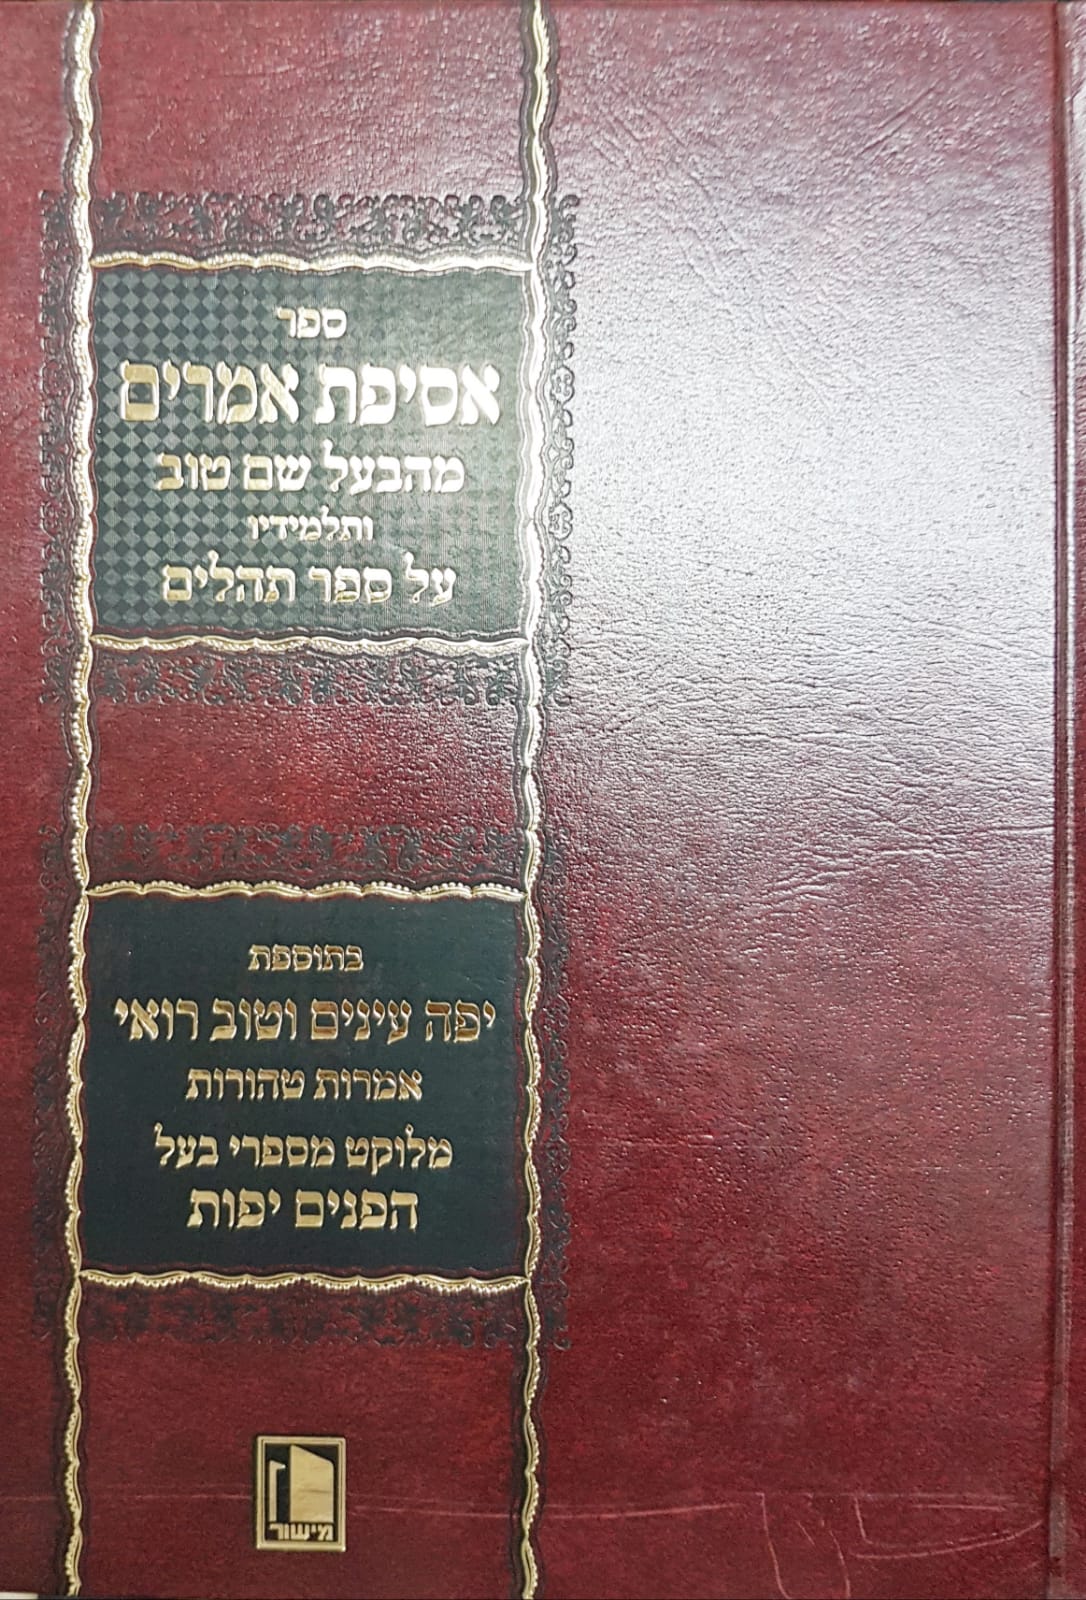 ספר
אסיפת אמרים
מהבעל שם טוב
ותלמידיו
על ספר תהלים
בתוספת
יפה עינים וטוב רואי
אמרות טהורות
מלוקט מספרי בעל
הפנים יפות
מישור